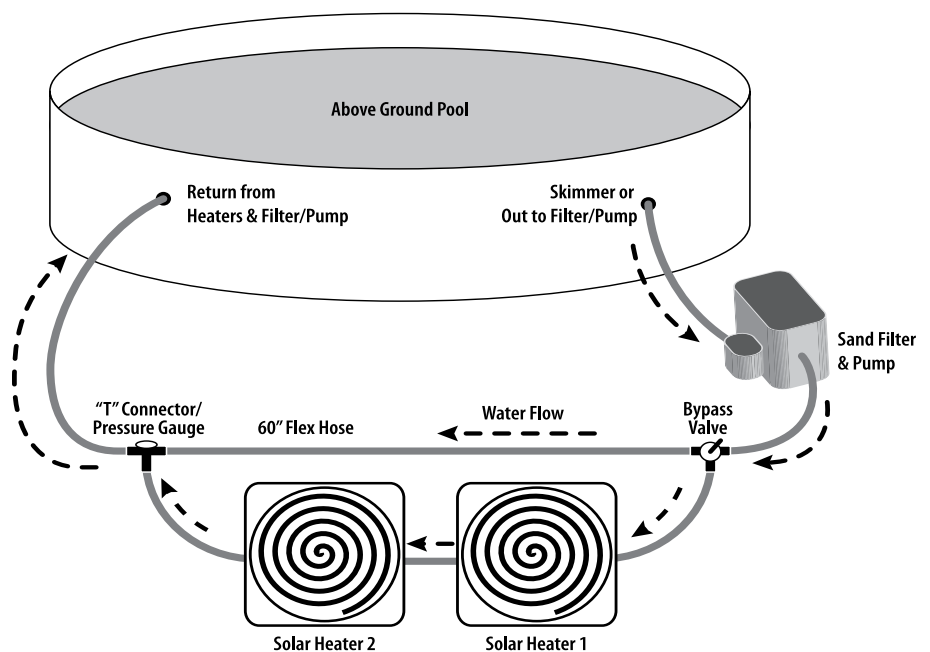 Above Ground Pool
Return from
Heaters & Filter/Pump
Skimmer or
Out to Filter/Pump
Sand Filter
& Pump
“T” Connector/
Pressure Gauge
60” Flex Hose
Water Flow
Bypass
Valve
Solar Heater 2
Solar Heater 1